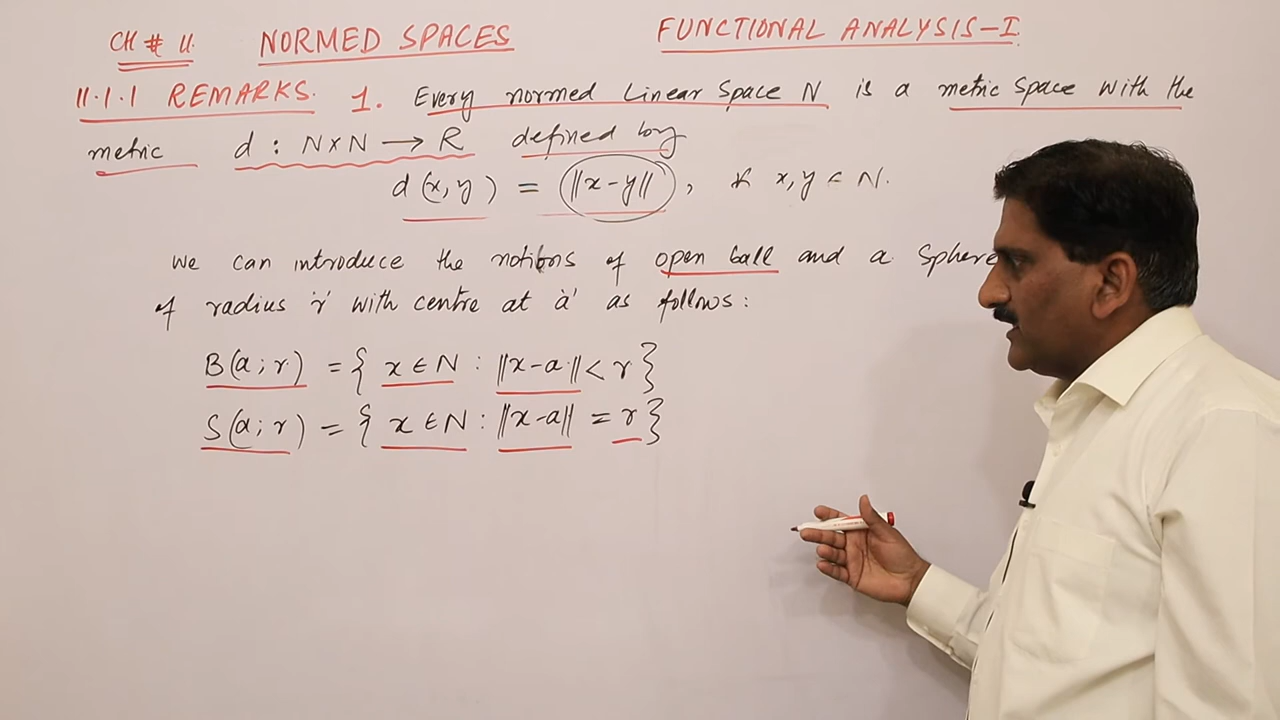 CH # 11. NORMED SPACES FUNCTIONAL ANALYSIS-I
11.1.1 REMARKS. 1. Every normed Linear Space N is a metric Space with the
metric d : N×N → R defined by
d(x,y) = ||x-y||, ∀ x,y ∈ N.
We can introduce the notions of open ball and a Sphere
of radius 'r' with centre at 'a' as follows:
B(a;r) = { x ∈ N : ||x-a|| < r }
S(a;r) = { x ∈ N : ||x-a|| = r }